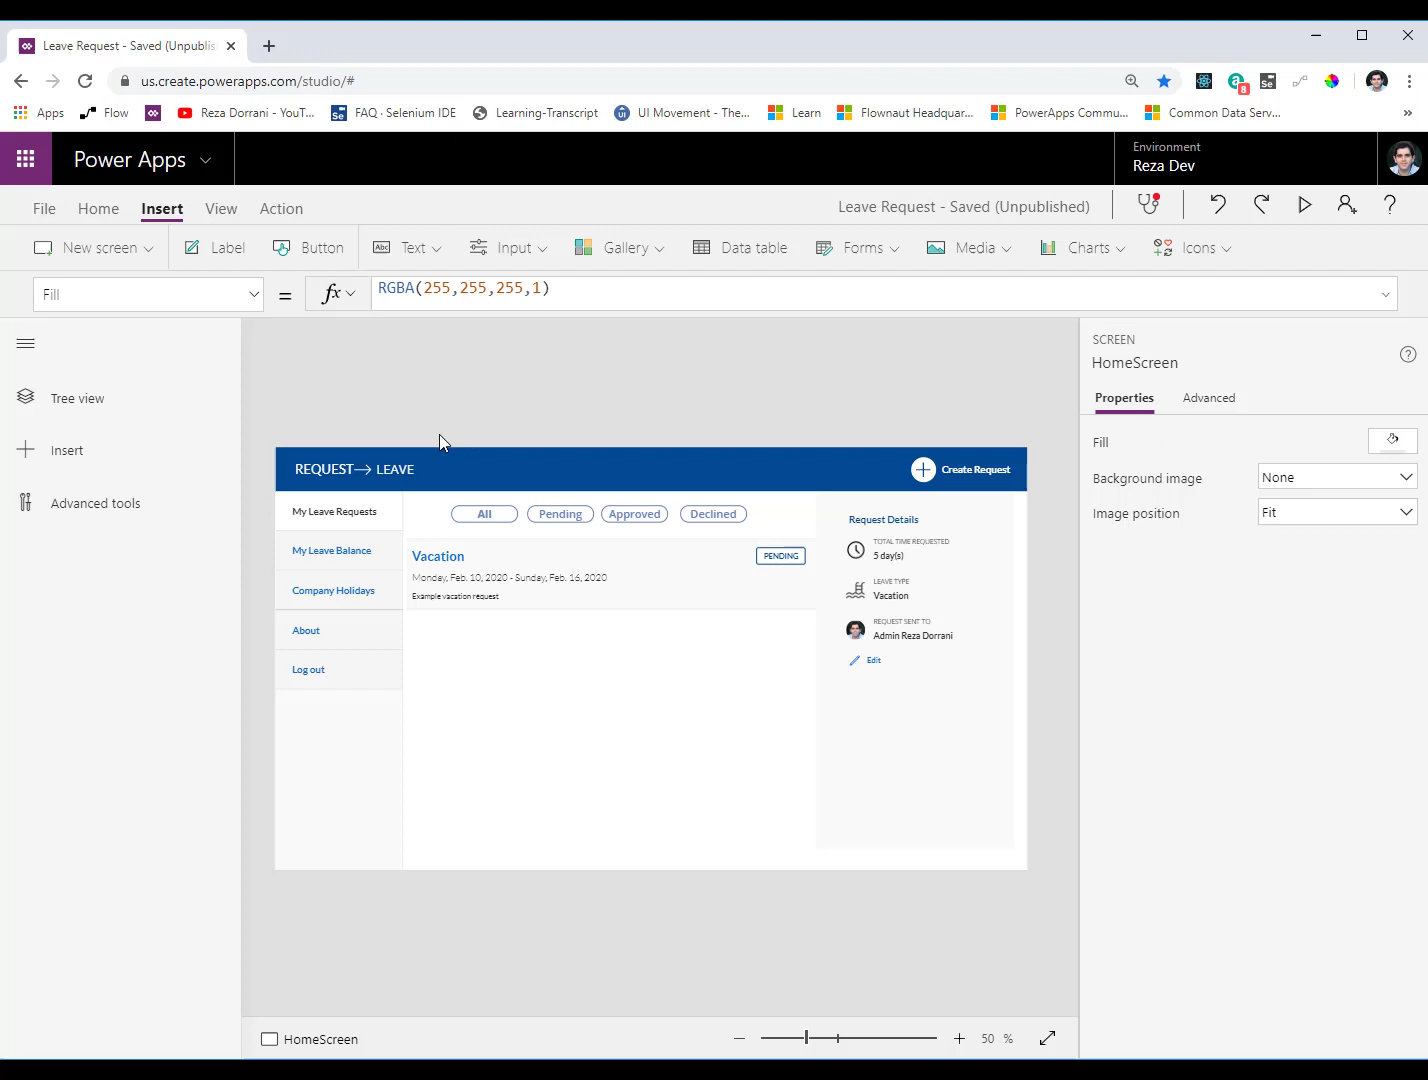 Leave Request - Saved (Unpublis
us.create.powerapps.com/studio/#
8
Apps
Flow
Reza Dorrani - YouT...
Se
FAQ · Selenium IDE
Learning-Transcript
UI Movement - The...
Learn
Flownaut Headquar...
PowerApps Commu...
Common Data Serv...
»
Power Apps
Environment
Reza Dev
File
Home
Insert
View
Action
Leave Request - Saved (Unpublished)
?
New screen
Label
Button
Abc
Text
Input
Gallery
Data table
Forms
Media
Charts
Icons
Fill
=
fx
RGBA(255,255,255,1)
Tree view
Insert
Advanced tools
REQUEST→ LEAVE
Create Request
My Leave Requests
My Leave Balance
Company Holidays
About
Log out
All
Pending
Approved
Declined
Vacation
PENDING
Monday, Feb. 10, 2020 - Sunday, Feb. 16, 2020
Example vacation request
Request Details
TOTAL TIME REQUESTED
5 day(s)
LEAVE TYPE
Vacation
REQUEST SENT TO
Admin Reza Dorrani
Edit
SCREEN
HomeScreen
Properties
Advanced
Fill
Background image
None
Image position
Fit
HomeScreen
50 %